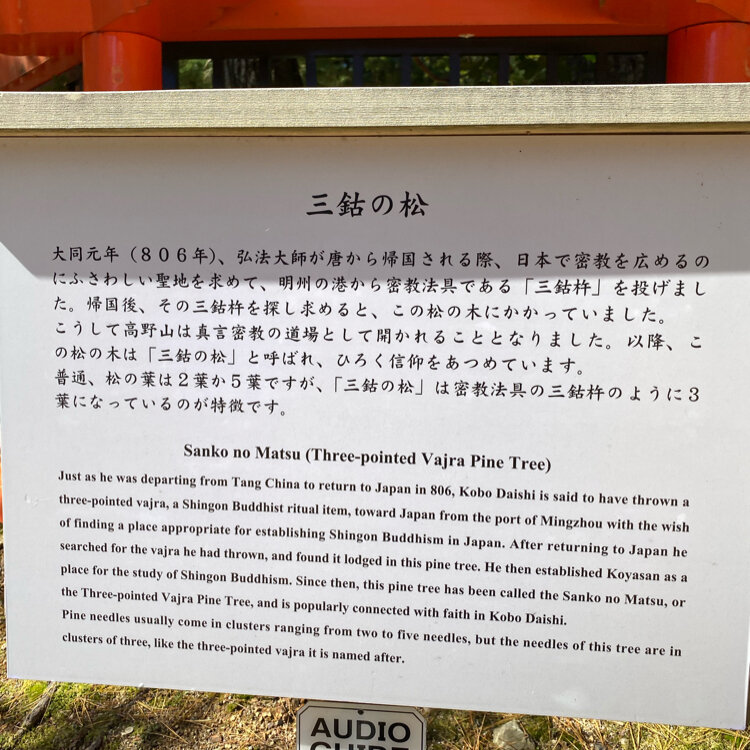 三鈷の松
大同元年（８０６年）、弘法大師が唐から帰国される際、日本で密教を広めるの
にふさわしい聖地を求めて、明州の港から密教法具である「三鈷杵」を投げまし
た。帰国後、その三鈷杵を探し求めると、この松の木にかかっていました。
こうして高野山は真言密教の道場として開かれることとなりました。以降、こ
の松の木は「三鈷の松」と呼ばれ、ひろく信仰をあつめています。
普通、松の葉は２葉か５葉ですが、「三鈷の松」は密教法具の三鈷杵のように３
葉になっているのが特徴です。
Sanko no Matsu (Three-pointed Vajra Pine Tree)
Just as he was departing from Tang China to return to Japan in 806, Kobo Daishi is said to have thrown a
three-pointed vajra, a Shingon Buddhist ritual item, toward Japan from the port of Mingzhou with the wish
of finding a place appropriate for establishing Shingon Buddhism in Japan. After returning to Japan he
searched for the vajra he had thrown, and found it lodged in this pine tree. He then established Koyasan as a
place for the study of Shingon Buddhism. Since then, this pine tree has been called the Sanko no Matsu, or
the Three-pointed Vajra Pine Tree, and is popularly connected with faith in Kobo Daishi.
Pine needles usually come in clusters ranging from two to five needles, but the needles of this tree are in
clusters of three, like the three-pointed vajra it is named after.
AUDIO
GUIDE